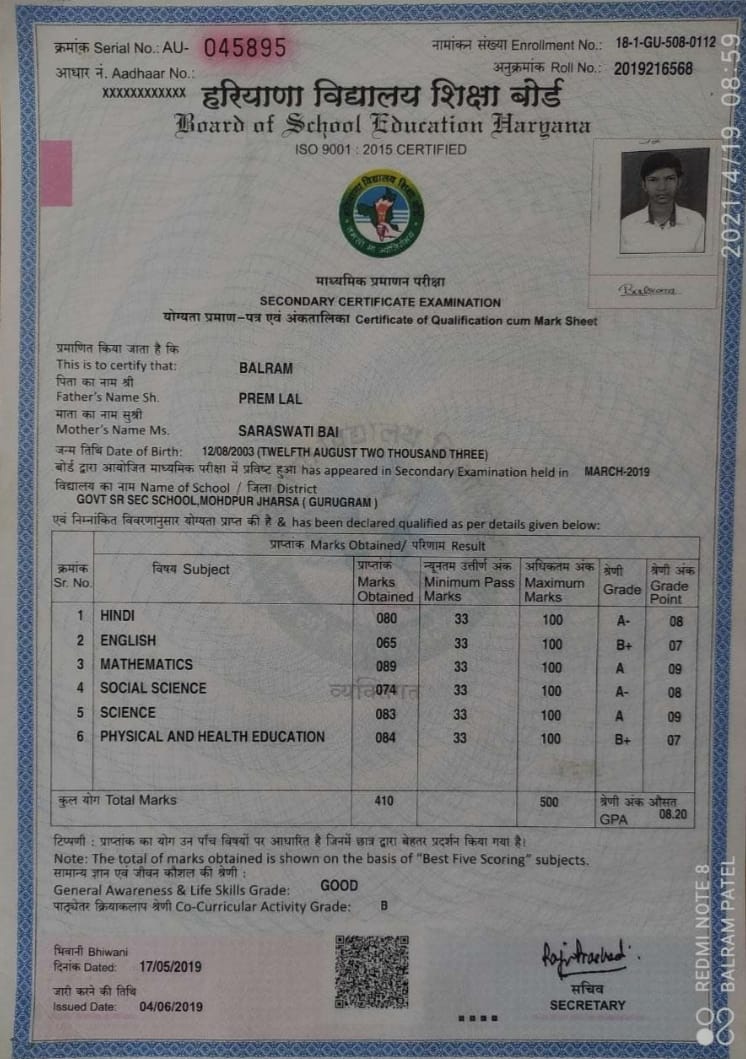 क्रमांक Serial No.: AU- 045895
नामांकन संख्या Enrollment No.: 18-1-GU-508-0112
आधार नं. Aadhaar No.:
अनुक्रमांक Roll No.: 2019216568
XXXXXXXXXXXX
हरियाणा विद्यालय शिक्षा बोर्ड
Board of School Education Haryana
ISO 9001 : 2015 CERTIFIED
2021/4/19 08:59
Balram
माध्यमिक प्रमाणन परीक्षा
SECONDARY CERTIFICATE EXAMINATION
योग्यता प्रमाण-पत्र एवं अंकतालिका Certificate of Qualification cum Mark Sheet
प्रमाणित किया जाता है कि
This is to certify that: BALRAM
पिता का नाम श्री
Father's Name Sh. PREM LAL
माता का नाम सुश्री
Mother's Name Ms. SARASWATI BAI
जन्म तिथि Date of Birth: 12/08/2003 (TWELFTH AUGUST TWO THOUSAND THREE)
बोर्ड द्वारा आयोजित माध्यमिक परीक्षा में प्रविष्ट हुआ has appeared in Secondary Examination held in MARCH-2019
विद्यालय का नाम Name of School / जिला District
GOVT SR SEC SCHOOL,MOHDPUR JHARSA ( GURUGRAM )
एवं निम्नांकित विवरणानुसार योग्यता प्राप्त की है & has been declared qualified as per details given below:
प्राप्तांक Marks Obtained/ परिणाम Result
क्रमांक Sr. No. विषय Subject प्राप्तांक Marks Obtained न्यूनतम उत्तीर्ण अंक Minimum Pass Marks अधिकतम अंक Maximum Marks श्रेणी Grade श्रेणी अंक Grade Point
1 HINDI 080 33 100 A- 08
2 ENGLISH 065 33 100 B+ 07
3 MATHEMATICS 089 33 100 A 09
4 SOCIAL SCIENCE 074 33 100 A- 08
5 SCIENCE 083 33 100 A 09
6 PHYSICAL AND HEALTH EDUCATION 084 33 100 B+ 07
व्यक्तिगत
कुल योग Total Marks 410 500 श्रेणी अंक औसत
GPA 08.20
टिप्पणी : प्राप्तांक का योग उन पाँच विषयों पर आधारित है जिनमें छात्र द्वारा बेहतर प्रदर्शन किया गया है।
Note: The total of marks obtained is shown on the basis of "Best Five Scoring" subjects.
सामान्य ज्ञान एवं जीवन कौशल की श्रेणी :
General Awareness & Life Skills Grade: GOOD
पाठ्येतर क्रियाकलाप श्रेणी Co-Curricular Activity Grade: B
भिवानी Bhiwani
दिनांक Dated: 17/05/2019
जारी करने की तिथि
Issued Date: 04/06/2019
सचिव
SECRETARY
REDMI NOTE 8
BALRAM PATEL